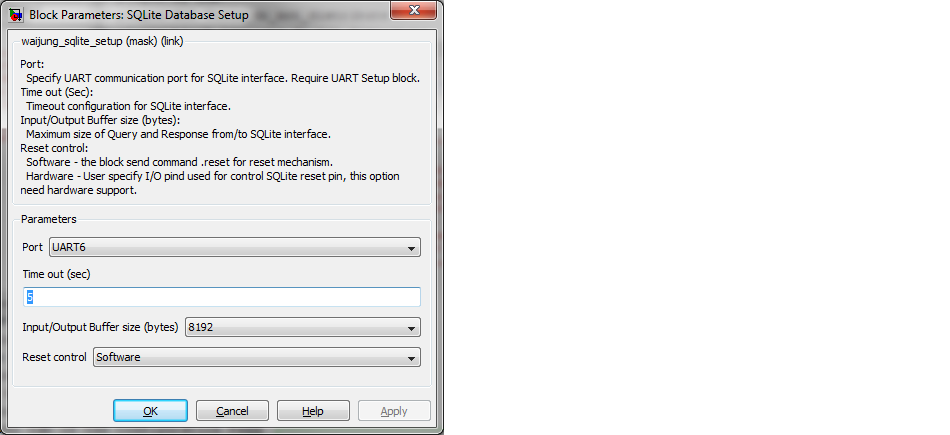 Block Parameters: SQLite Database Setup
waijung_sqlite_setup (mask) (link)
Port:
Specify UART communication port for SQLite interface. Require UART Setup block.
Time out (Sec):
Timeout configuration for SQLite interface.
Input/Output Buffer size (bytes):
Maximum size of Query and Response from/to SQLite interface.
Reset control:
Software - the block send command .reset for reset mechanism.
Hardware - User specify I/O pind used for control SQLite reset pin, this option
need hardware support.
Parameters
Port UART6
Time out (sec)
5
Input/Output Buffer size (bytes) 8192
Reset control Software
OK Cancel Help Apply